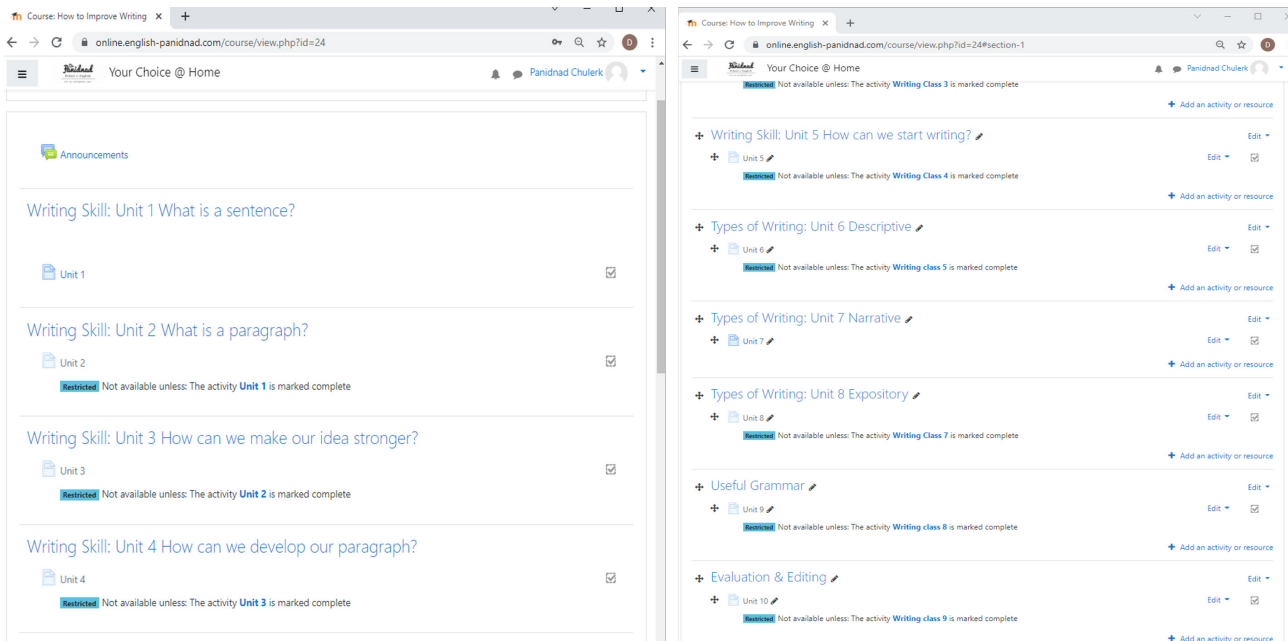 Course: How to Improve Writing
online.english-panidnad.com/course/view.php?id=24
D
Panidnad
Your Choice @ Home
Panidnad Chulerk
Announcements
Writing Skill: Unit 1 What is a sentence?
Unit 1
Writing Skill: Unit 2 What is a paragraph?
Unit 2
Restricted Not available unless: The activity Unit 1 is marked complete
Writing Skill: Unit 3 How can we make our idea stronger?
Unit 3
Restricted Not available unless: The activity Unit 2 is marked complete
Writing Skill: Unit 4 How can we develop our paragraph?
Unit 4
Restricted Not available unless: The activity Unit 3 is marked complete
Course: How to Improve Writing
online.english-panidnad.com/course/view.php?id=24#section-1
D
Panidnad
Your Choice @ Home
Panidnad Chulerk
Restricted Not available unless: The activity Writing Class 3 is marked complete
Add an activity or resource
Writing Skill: Unit 5 How can we start writing? Edit
Unit 5 Edit
Restricted Not available unless: The activity Writing Class 4 is marked complete
Add an activity or resource
Types of Writing: Unit 6 Descriptive Edit
Unit 6 Edit
Restricted Not available unless: The activity Writing class 5 is marked complete
Add an activity or resource
Types of Writing: Unit 7 Narrative Edit
Unit 7 Edit
Add an activity or resource
Types of Writing: Unit 8 Expository Edit
Unit 8 Edit
Restricted Not available unless: The activity Writing Class 7 is marked complete
Add an activity or resource
Useful Grammar Edit
Unit 9 Edit
Restricted Not available unless: The activity Writing class 8 is marked complete
Add an activity or resource
Evaluation & Editing Edit
Unit 10 Edit
Restricted Not available unless: The activity Writing class 9 is marked complete
Add an activity or resource